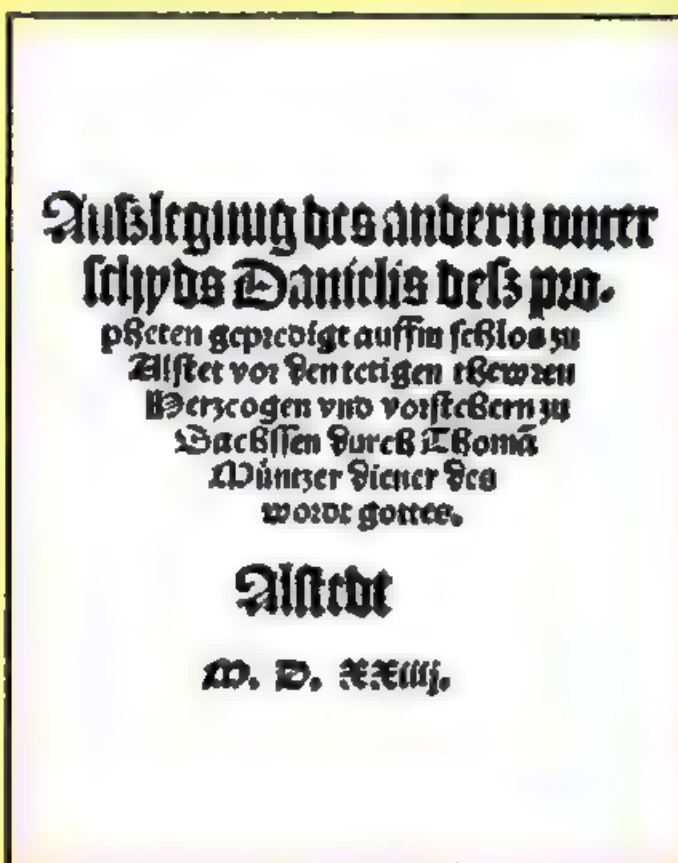 Auſzlegung des andern vnter
ſchyds Danielis deſz pro-
pheten gepredigt auffm ſchlos zu
Alſtet vor den tetigen thewren
Herzcogen vnd vorſtehern zu
Sachſſen durch Thomā
Müntzer diener des
wordt gottes.
Alſtedt
M. D. XXiiij.